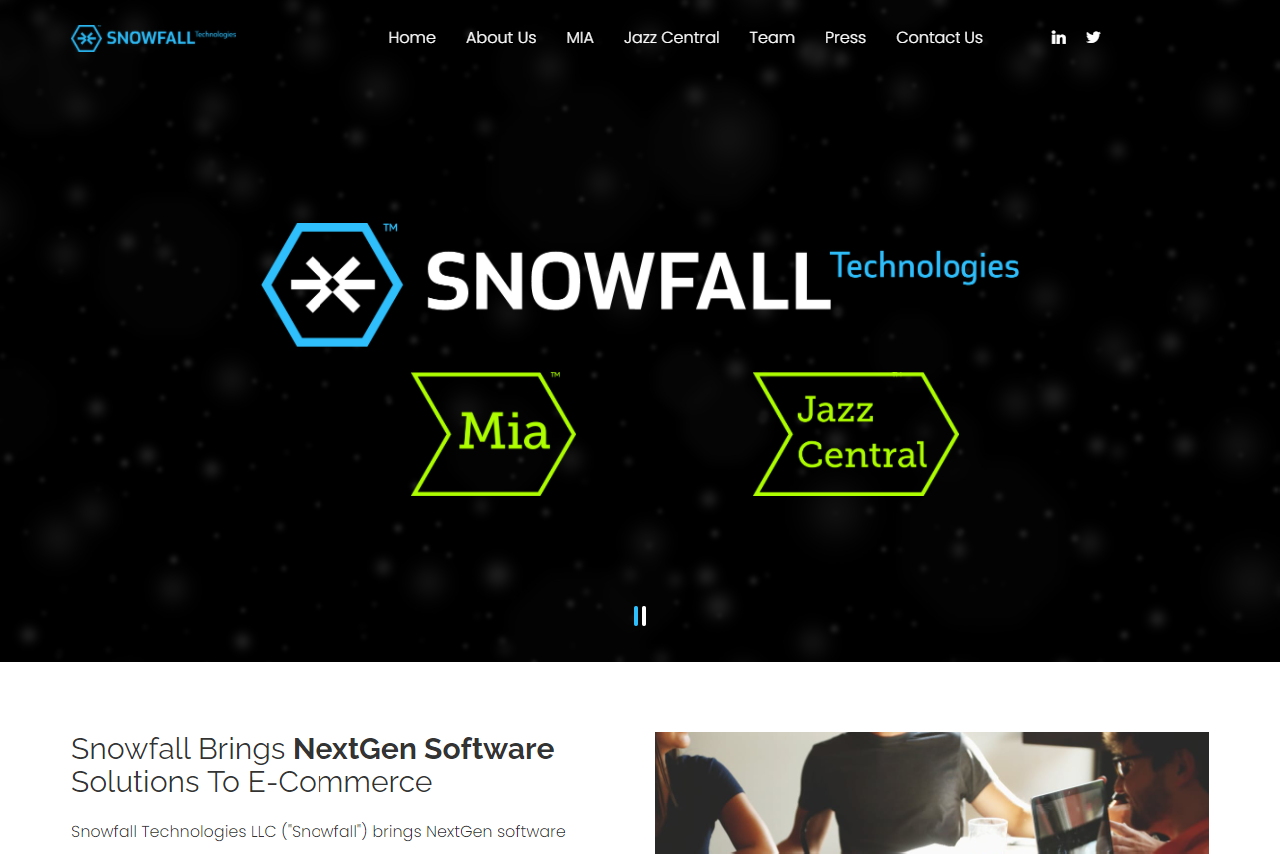 SNOWFALL Technologies
Home About Us MIA Jazz Central Team Press Contact Us
TM
SNOWFALL Technologies
Mia TM
Jazz
Central
Snowfall Brings NextGen Software
Solutions To E-Commerce
Snowfall Technologies LLC ("Snowfall") brings NextGen software